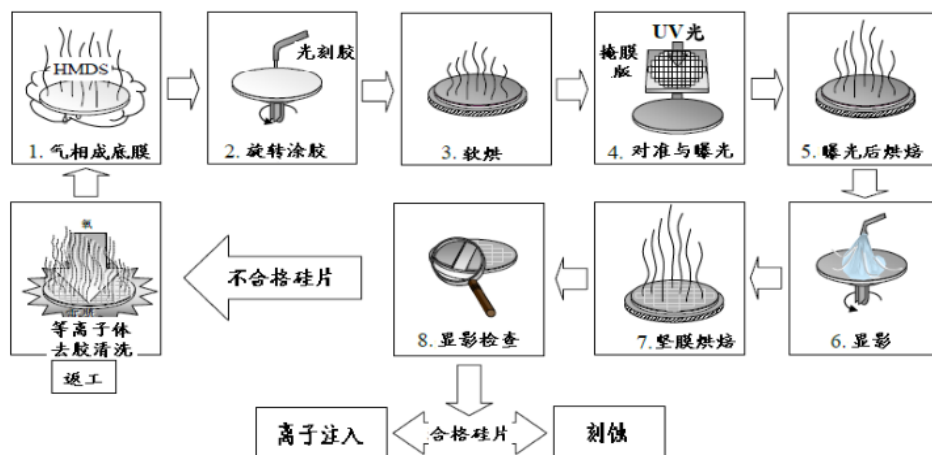 HMDS
1. 气相成底膜
光刻胶
2. 旋转涂胶
3. 软烘
UV光
掩膜
版
4. 对准与曝光
5. 曝光后烘焙
氧
等离子体
去胶清洗
返工
不合格硅片
8. 显影检查
7. 坚膜烘焙
6. 显影
离子注入
合格硅片
刻蚀